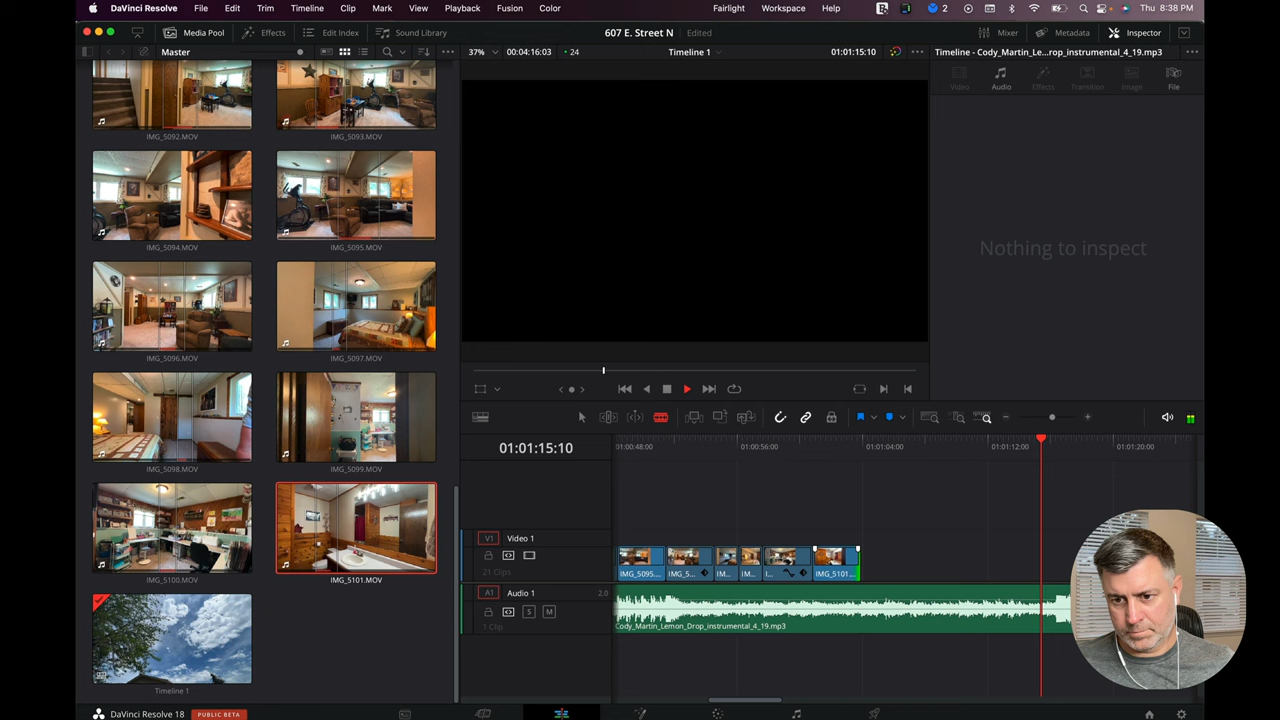 DaVinci Resolve File Edit Trim Timeline Clip Mark View Playback Fusion Color Fairlight Workspace Help 2 Thu 8:38 PM
Media Pool Effects Edit Index Sound Library 607 E. Street N Edited Mixer Metadata Inspector
Master 37% 00:04:16:03 24 Timeline 1 01:01:15:10 Timeline - Cody_Martin_Le...rop_instrumental_4_19.mp3
Video Audio Effects Transition Image File
IMG_5092.MOV IMG_5093.MOV
Nothing to inspect
IMG_5094.MOV IMG_5095.MOV
IMG_5096.MOV IMG_5097.MOV
01:01:15:10 01:00:48:00 01:00:56:00 01:01:04:00 01:01:12:00 01:01:20:00
IMG_5098.MOV IMG_5099.MOV
V1 Video 1
21 Clips IMG_5095... IMG_5... IM... IM... I... IMG_5101...
IMG_5100.MOV IMG_5101.MOV
A1 Audio 1 2.0
S M
1 Clip Cody_Martin_Lemon_Drop_instrumental_4_19.mp3
Timeline 1
DaVinci Resolve 18 PUBLIC BETA